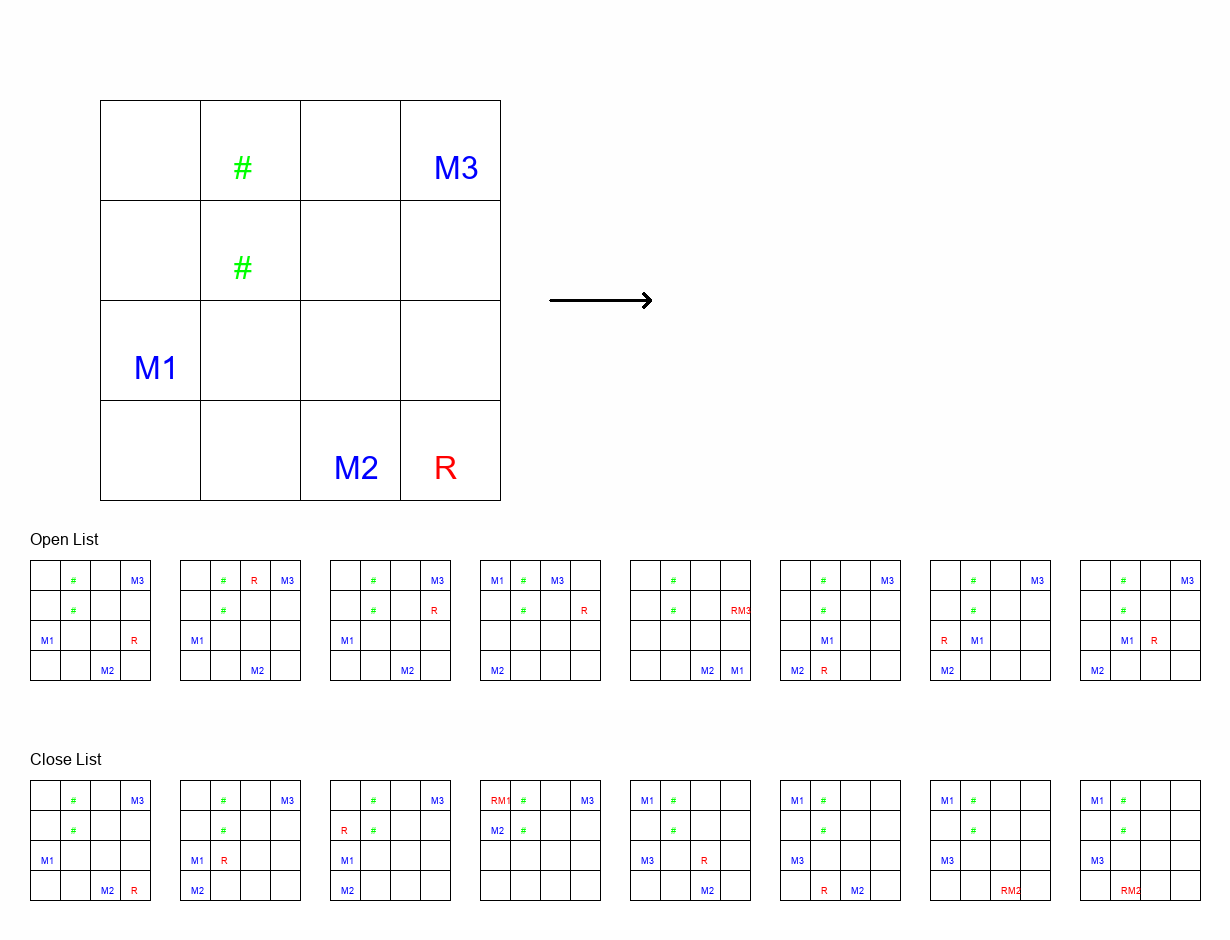 # M3
#
M1
M2 R
Open List
# M3 # R M3 # M3 M1 # M3 # # M3 # M3 # M3
# # # R # R # RM3 # # #
M1 R M1 M1 M1 R M1 M1 R
M2 M2 M2 M2 M2 M1 M2 R M2 M2
Close List
# M3 # M3 # M3 RM1 # M3 M1 # M1 # M1 # M1 #
# # R # M2 # # # # #
M1 M1 R M1 M3 R M3 M3 M3
M2 R M2 M2 M2 R M2 RM2 RM2